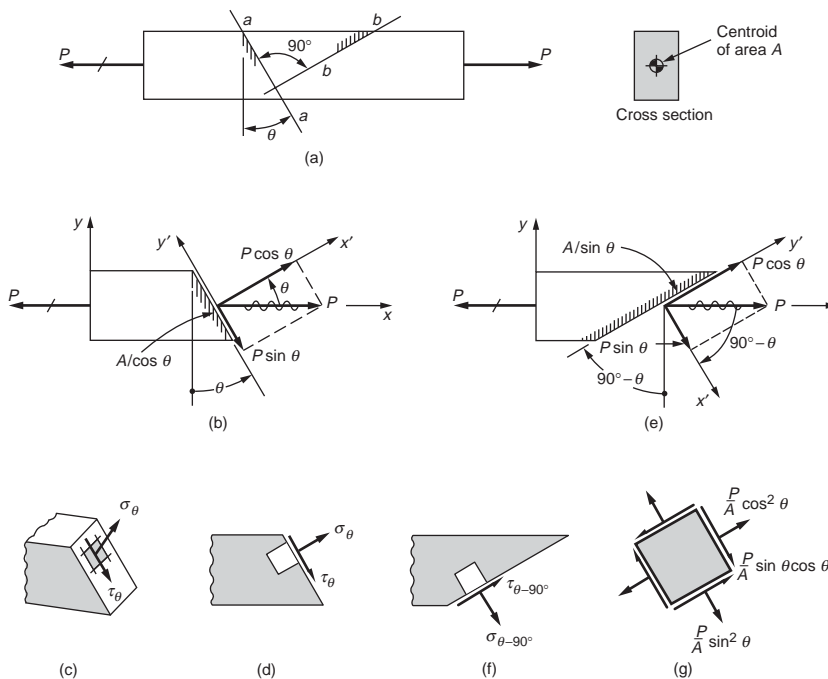 a
b
P
90°
P
b
θ
a
(a)
Centroid
of area A
Cross section
y
y'
x'
P cos θ
θ
P
P
x
A/cos θ
P sin θ
θ
(b)
y
A/sin θ
y'
P cos θ
P
P
P sin θ
90°−θ
90°−θ
x'
(e)
σθ
τθ
(c)
σθ
τθ
(d)
τθ−90°
σθ−90°
(f)
P/A cos² θ
P/A sin θ cos θ
P/A sin² θ
(g)